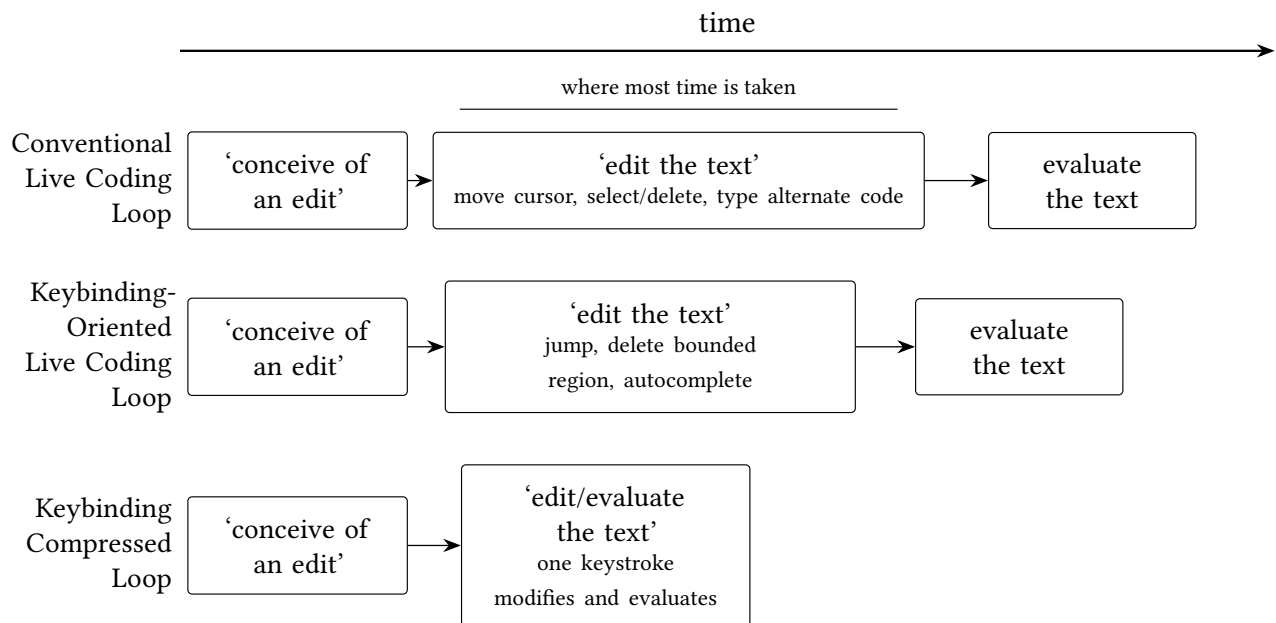 time
where most time is taken
Conventional
Live Coding
Loop
‘conceive of
an edit’
‘edit the text’
move cursor, select/delete, type alternate code
evaluate
the text
Keybinding-
Oriented
Live Coding
Loop
‘conceive of
an edit’
‘edit the text’
jump, delete bounded
region, autocomplete
evaluate
the text
Keybinding
Compressed
Loop
‘conceive of
an edit’
‘edit/evaluate
the text’
one keystroke
modifies and evaluates